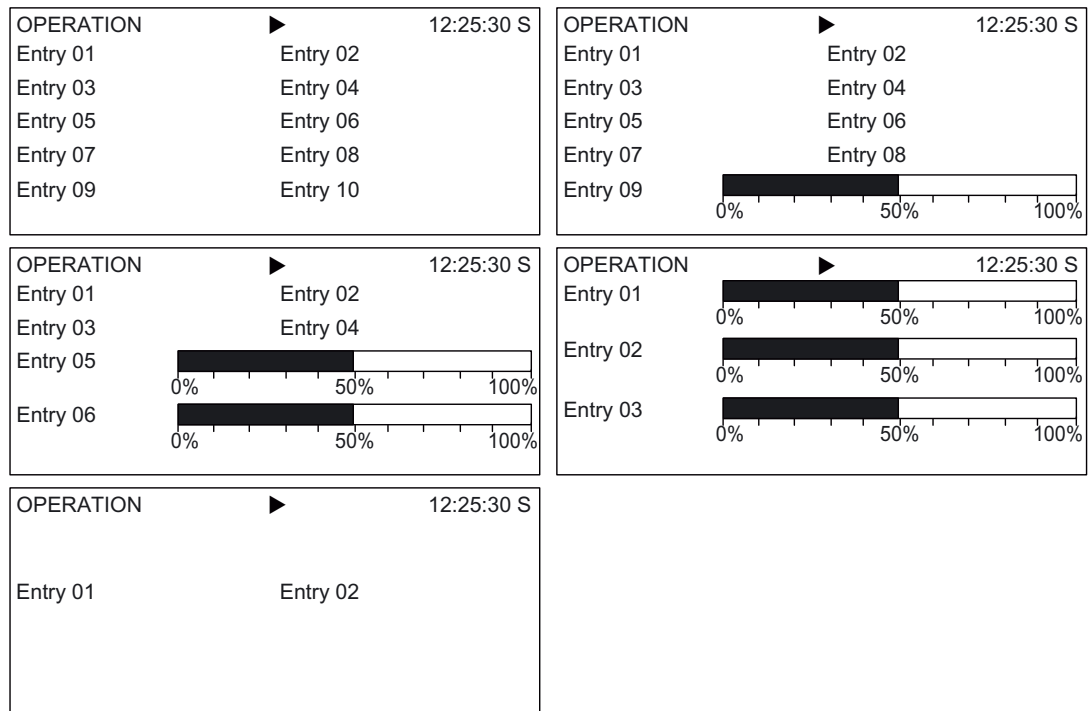 OPERATION ▶ 12:25:30 S
Entry 01 Entry 02
Entry 03 Entry 04
Entry 05 Entry 06
Entry 07 Entry 08
Entry 09 Entry 10
OPERATION ▶ 12:25:30 S
Entry 01 Entry 02
Entry 03 Entry 04
Entry 05 Entry 06
Entry 07 Entry 08
Entry 09
0% 50% 100%
OPERATION ▶ 12:25:30 S
Entry 01 Entry 02
Entry 03 Entry 04
Entry 05
0% 50% 100%
Entry 06
0% 50% 100%
OPERATION ▶ 12:25:30 S
Entry 01
0% 50% 100%
Entry 02
0% 50% 100%
Entry 03
0% 50% 100%
OPERATION ▶ 12:25:30 S
Entry 01 Entry 02